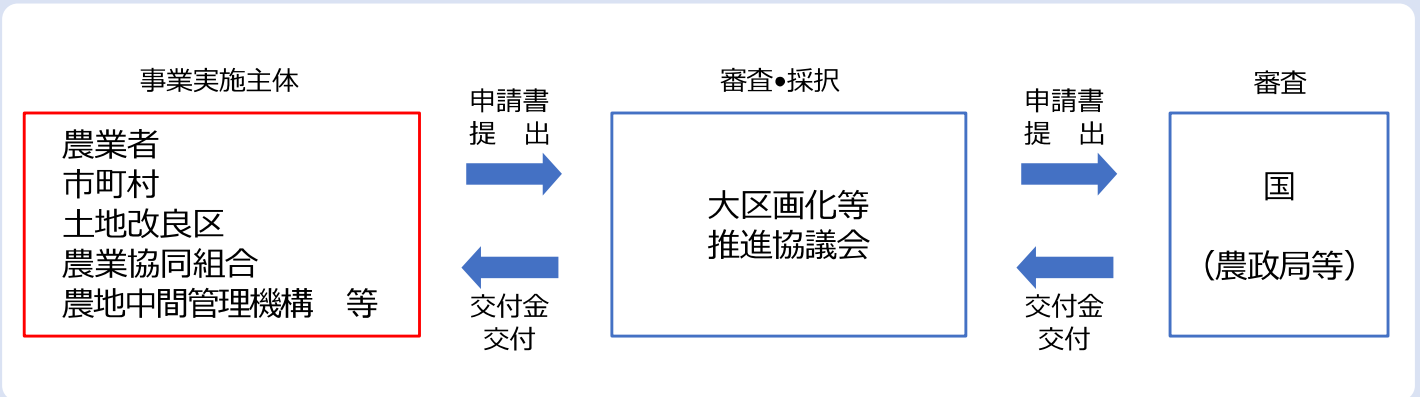 事業実施主体
農業者
市町村
土地改良区
農業協同組合
農地中間管理機構　等
申請書
提　出
交付金
交付
審査•採択
大区画化等
推進協議会
申請書
提　出
交付金
交付
審査
国
（農政局等）